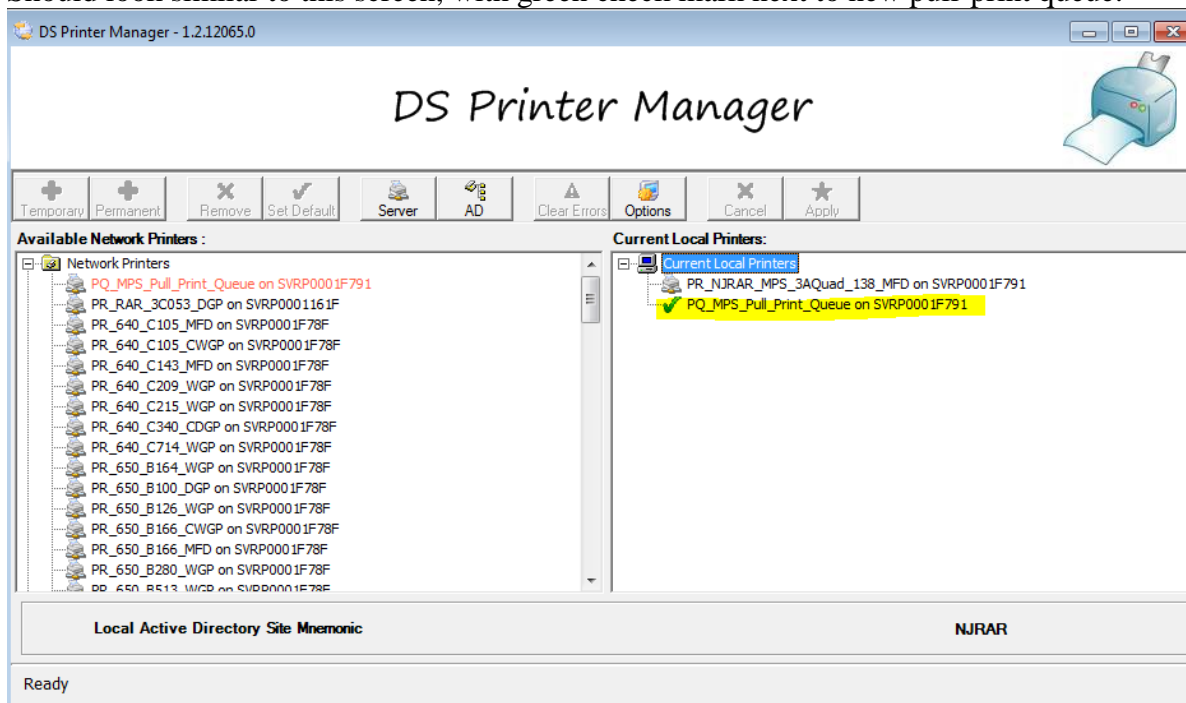 Should look similar to this screen, with green check mark next to new pull print queue.
DS Printer Manager - 1.2.12065.0
DS Printer Manager
Temporary Permanent Remove Set Default Server AD Clear Errors Options Cancel Apply
Available Network Printers :
Network Printers
PQ_MPS_Pull_Print_Queue on SVRP0001F791
PR_RAR_3C053_DGP on SVRP0001161F
PR_640_C105_MFD on SVRP0001F78F
PR_640_C105_CWGP on SVRP0001F78F
PR_640_C143_MFD on SVRP0001F78F
PR_640_C209_WGP on SVRP0001F78F
PR_640_C215_WGP on SVRP0001F78F
PR_640_C340_CDGP on SVRP0001F78F
PR_640_C714_WGP on SVRP0001F78F
PR_650_B164_WGP on SVRP0001F78F
PR_650_B100_DGP on SVRP0001F78F
PR_650_B126_WGP on SVRP0001F78F
PR_650_B166_CWGP on SVRP0001F78F
PR_650_B166_MFD on SVRP0001F78F
PR_650_B280_WGP on SVRP0001F78F
PR_650_B513_WGP on SVRP0001F78F
Current Local Printers:
Current Local Printers
PR_NJRAR_MPS_3AQuad_138_MFD on SVRP0001F791
PQ_MPS_Pull_Print_Queue on SVRP0001F791
Local Active Directory Site Mnemonic NJRAR
Ready